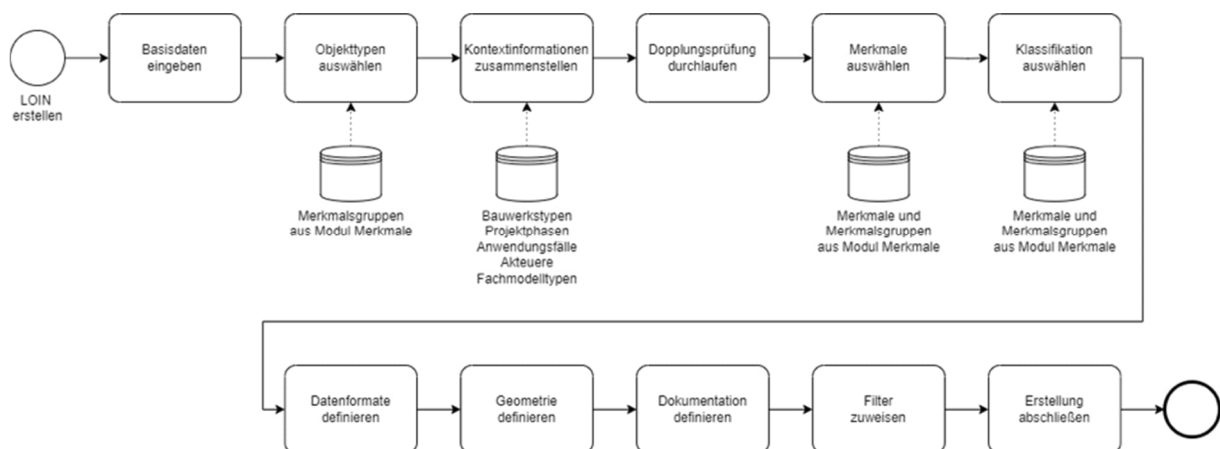 LOIN
erstellen
Basisdaten
eingeben
Objekttypen
auswählen
Kontextinformationen
zusammenstellen
Dopplungsprüfung
durchlaufen
Merkmale
auswählen
Klassifikation
auswählen
Merkmalsgruppen
aus Modul Merkmale
Bauwerkstypen
Projektphasen
Anwendungsfälle
Akteuere
Fachmodelltypen
Merkmale und
Merkmalsgruppen
aus Modul Merkmale
Merkmale und
Merkmalsgruppen
aus Modul Merkmale
Datenformate
definieren
Geometrie
definieren
Dokumentation
definieren
Filter
zuweisen
Erstellung
abschließen